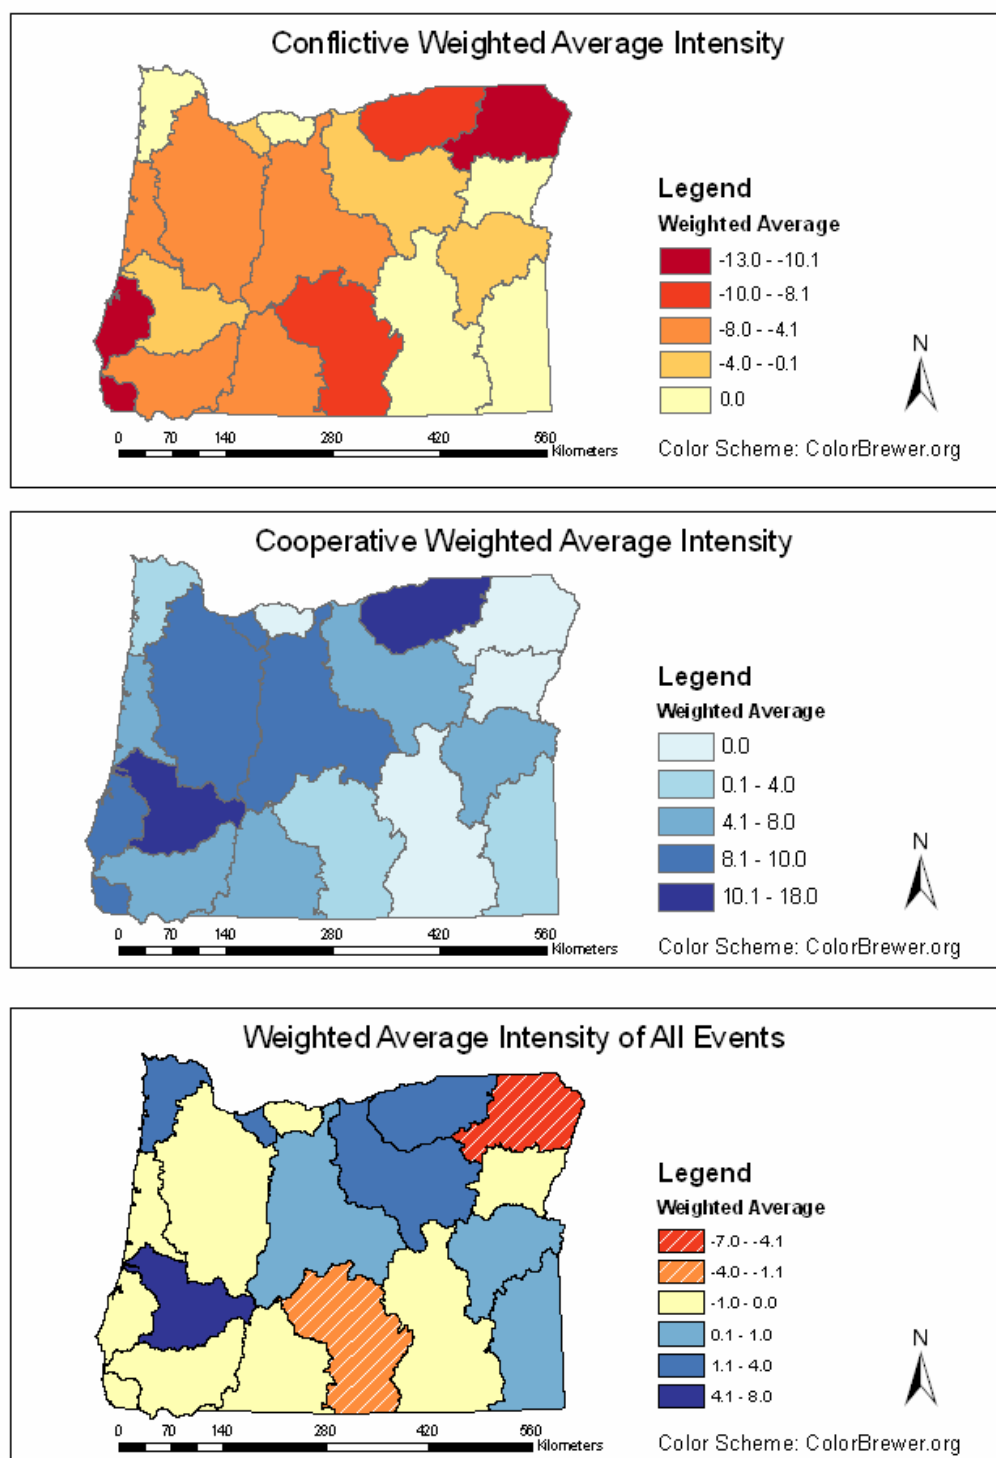 Conflictive Weighted Average Intensity
Legend
Weighted Average
-13.0 - -10.1
-10.0 - -8.1
-8.0 - -4.1
-4.0 - -0.1
0.0
N
0 70 140 280 420 560
Kilometers
Color Scheme: ColorBrewer.org
Cooperative Weighted Average Intensity
Legend
Weighted Average
0.0
0.1 - 4.0
4.1 - 8.0
8.1 - 10.0
10.1 - 18.0
N
0 70 140 280 420 560
Kilometers
Color Scheme: ColorBrewer.org
Weighted Average Intensity of All Events
Legend
Weighted Average
-7.0 - -4.1
-4.0 - -1.1
-1.0 - 0.0
0.1 - 1.0
1.1 - 4.0
4.1 - 8.0
N
0 70 140 280 420 560
Kilometers
Color Scheme: ColorBrewer.org